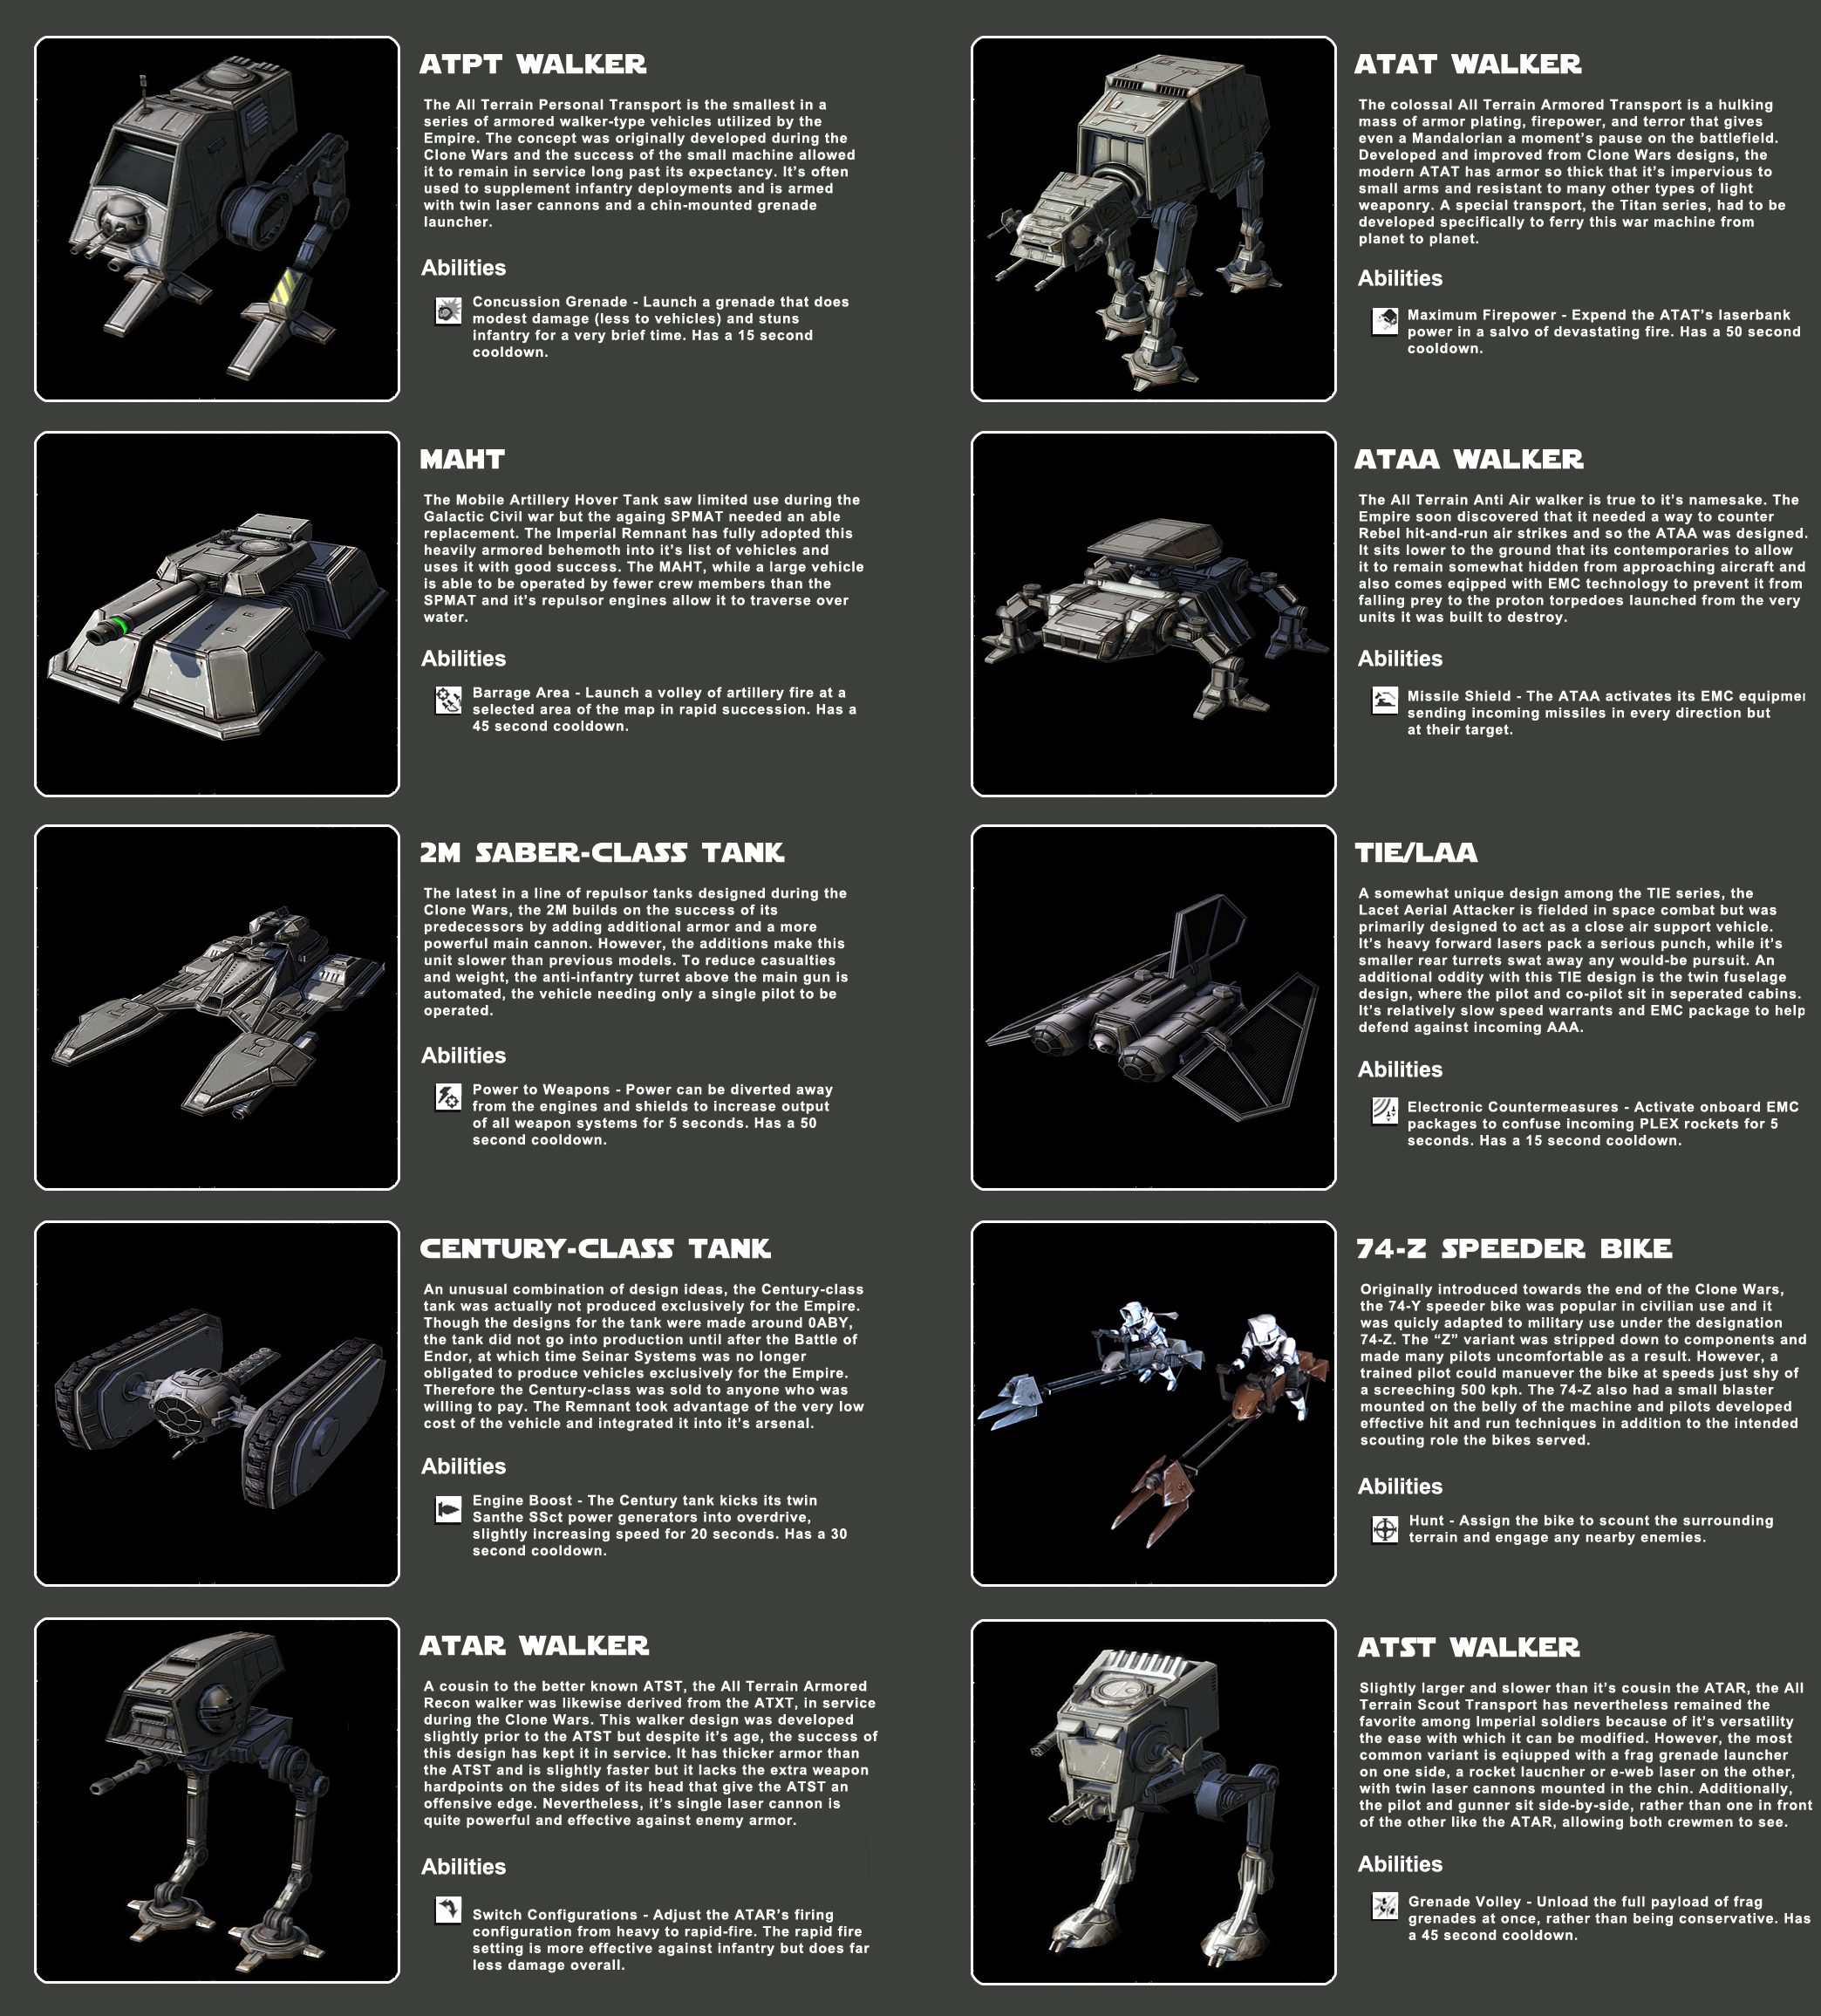 ATPT WALKER
The All Terrain Personal Transport is the smallest in a
series of armored walker-type vehicles utilized by the
Empire. The concept was originally developed during the
Clone Wars and the success of the small machine allowed
it to remain in service long past its expectancy. It's often
used to supplement infantry deployments and is armed
with twin laser cannons and a chin-mounted grenade
launcher.
Abilities
Concussion Grenade - Launch a grenade that does
modest damage (less to vehicles) and stuns
infantry for a very brief time. Has a 15 second
cooldown.
ATAT WALKER
The colossal All Terrain Armored Transport is a hulking
mass of armor plating, firepower, and terror that gives
even a Mandalorian a moment's pause on the battlefield.
Developed and improved from Clone Wars designs, the
modern ATAT has armor so thick that it's impervious to
small arms and resistant to many other types of light
weaponry. A special transport, the Titan series, had to be
developed specifically to ferry this war machine from
planet to planet.
Abilities
Maximum Firepower - Expend the ATAT's laserbank
power in a salvo of devastating fire. Has a 50 second
cooldown.
MAHT
The Mobile Artillery Hover Tank saw limited use during the
Galactic Civil war but the againg SPMAT needed an able
replacement. The Imperial Remnant has fully adopted this
heavily armored behemoth into it's list of vehicles and
uses it with good success. The MAHT, while a large vehicle
is able to be operated by fewer crew members than the
SPMAT and it's repulsor engines allow it to traverse over
water.
Abilities
Barrage Area - Launch a volley of artillery fire at a
selected area of the map in rapid succession. Has a
45 second cooldown.
ATAA WALKER
The All Terrain Anti Air walker is true to it's namesake. The
Empire soon discovered that it needed a way to counter
Rebel hit-and-run air strikes and so the ATAA was designed.
It sits lower to the ground that its contemporaries to allow
it to remain somewhat hidden from approaching aircraft and
also comes eqipped with EMC technology to prevent it from
falling prey to the proton torpedoes launched from the very
units it was built to destroy.
Abilities
Missile Shield - The ATAA activates its EMC equipme
sending incoming missiles in every direction but
at their target.
2M SABER-CLASS TANK
The latest in a line of repulsor tanks designed during the
Clone Wars, the 2M builds on the success of its
predecessors by adding additional armor and a more
powerful main cannon. However, the additions make this
unit slower than previous models. To reduce casualties
and weight, the anti-infantry turret above the main gun is
automated, the vehicle needing only a single pilot to be
operated.
Abilities
Power to Weapons - Power can be diverted away
from the engines and shields to increase output
of all weapon systems for 5 seconds. Has a 50
second cooldown.
TIE/LAA
A somewhat unique design among the TIE series, the
Lacet Aerial Attacker is fielded in space combat but was
primarily designed to act as a close air support vehicle.
It's heavy forward lasers pack a serious punch, while it's
smaller rear turrets swat away any would-be pursuit. An
additional oddity with this TIE design is the twin fuselage
design, where the pilot and co-pilot sit in seperated cabins.
It's relatively slow speed warrants and EMC package to help
defend against incoming AAA.
Abilities
Electronic Countermeasures - Activate onboard EMC
packages to confuse incoming PLEX rockets for 5
seconds. Has a 15 second cooldown.
CENTURY-CLASS TANK
An unusual combination of design ideas, the Century-class
tank was actually not produced exclusively for the Empire.
Though the designs for the tank were made around 0ABY,
the tank did not go into production until after the Battle of
Endor, at which time Seinar Systems was no longer
obligated to produce vehicles exclusively for the Empire.
Therefore the Century-class was sold to anyone who was
willing to pay. The Remnant took advantage of the very low
cost of the vehicle and integrated it into it's arsenal.
Abilities
Engine Boost - The Century tank kicks its twin
Santhe SSct power generators into overdrive,
slightly increasing speed for 20 seconds. Has a 30
second cooldown.
74-Z SPEEDER BIKE
Originally introduced towards the end of the Clone Wars,
the 74-Y speeder bike was popular in civilian use and it
was quicly adapted to military use under the designation
74-Z. The “Z” variant was stripped down to components and
made many pilots uncomfortable as a result. However, a
trained pilot could manuever the bike at speeds just shy of
a screeching 500 kph. The 74-Z also had a small blaster
mounted on the belly of the machine and pilots developed
effective hit and run techniques in addition to the intended
scouting role the bikes served.
Abilities
Hunt - Assign the bike to scount the surrounding
terrain and engage any nearby enemies.
ATAR WALKER
A cousin to the better known ATST, the All Terrain Armored
Recon walker was likewise derived from the ATXT, in service
during the Clone Wars. This walker design was developed
slightly prior to the ATST but despite it's age, the success of
this design has kept it in service. It has thicker armor than
the ATST and is slightly faster but it lacks the extra weapon
hardpoints on the sides of its head that give the ATST an
offensive edge. Nevertheless, it's single laser cannon is
quite powerful and effective against enemy armor.
Abilities
Switch Configurations - Adjust the ATAR's firing
configuration from heavy to rapid-fire. The rapid fire
setting is more effective against infantry but does far
less damage overall.
ATST WALKER
Slightly larger and slower than it's cousin the ATAR, the All
Terrain Scout Transport has nevertheless remained the
favorite among Imperial soldiers because of it's versatility
the ease with which it can be modified. However, the most
common variant is eqiupped with a frag grenade launcher
on one side, a rocket laucnher or e-web laser on the other,
with twin laser cannons mounted in the chin. Additionally,
the pilot and gunner sit side-by-side, rather than one in front
of the other like the ATAR, allowing both crewmen to see.
Abilities
Grenade Volley - Unload the full payload of frag
grenades at once, rather than being conservative. Has
a 45 second cooldown.